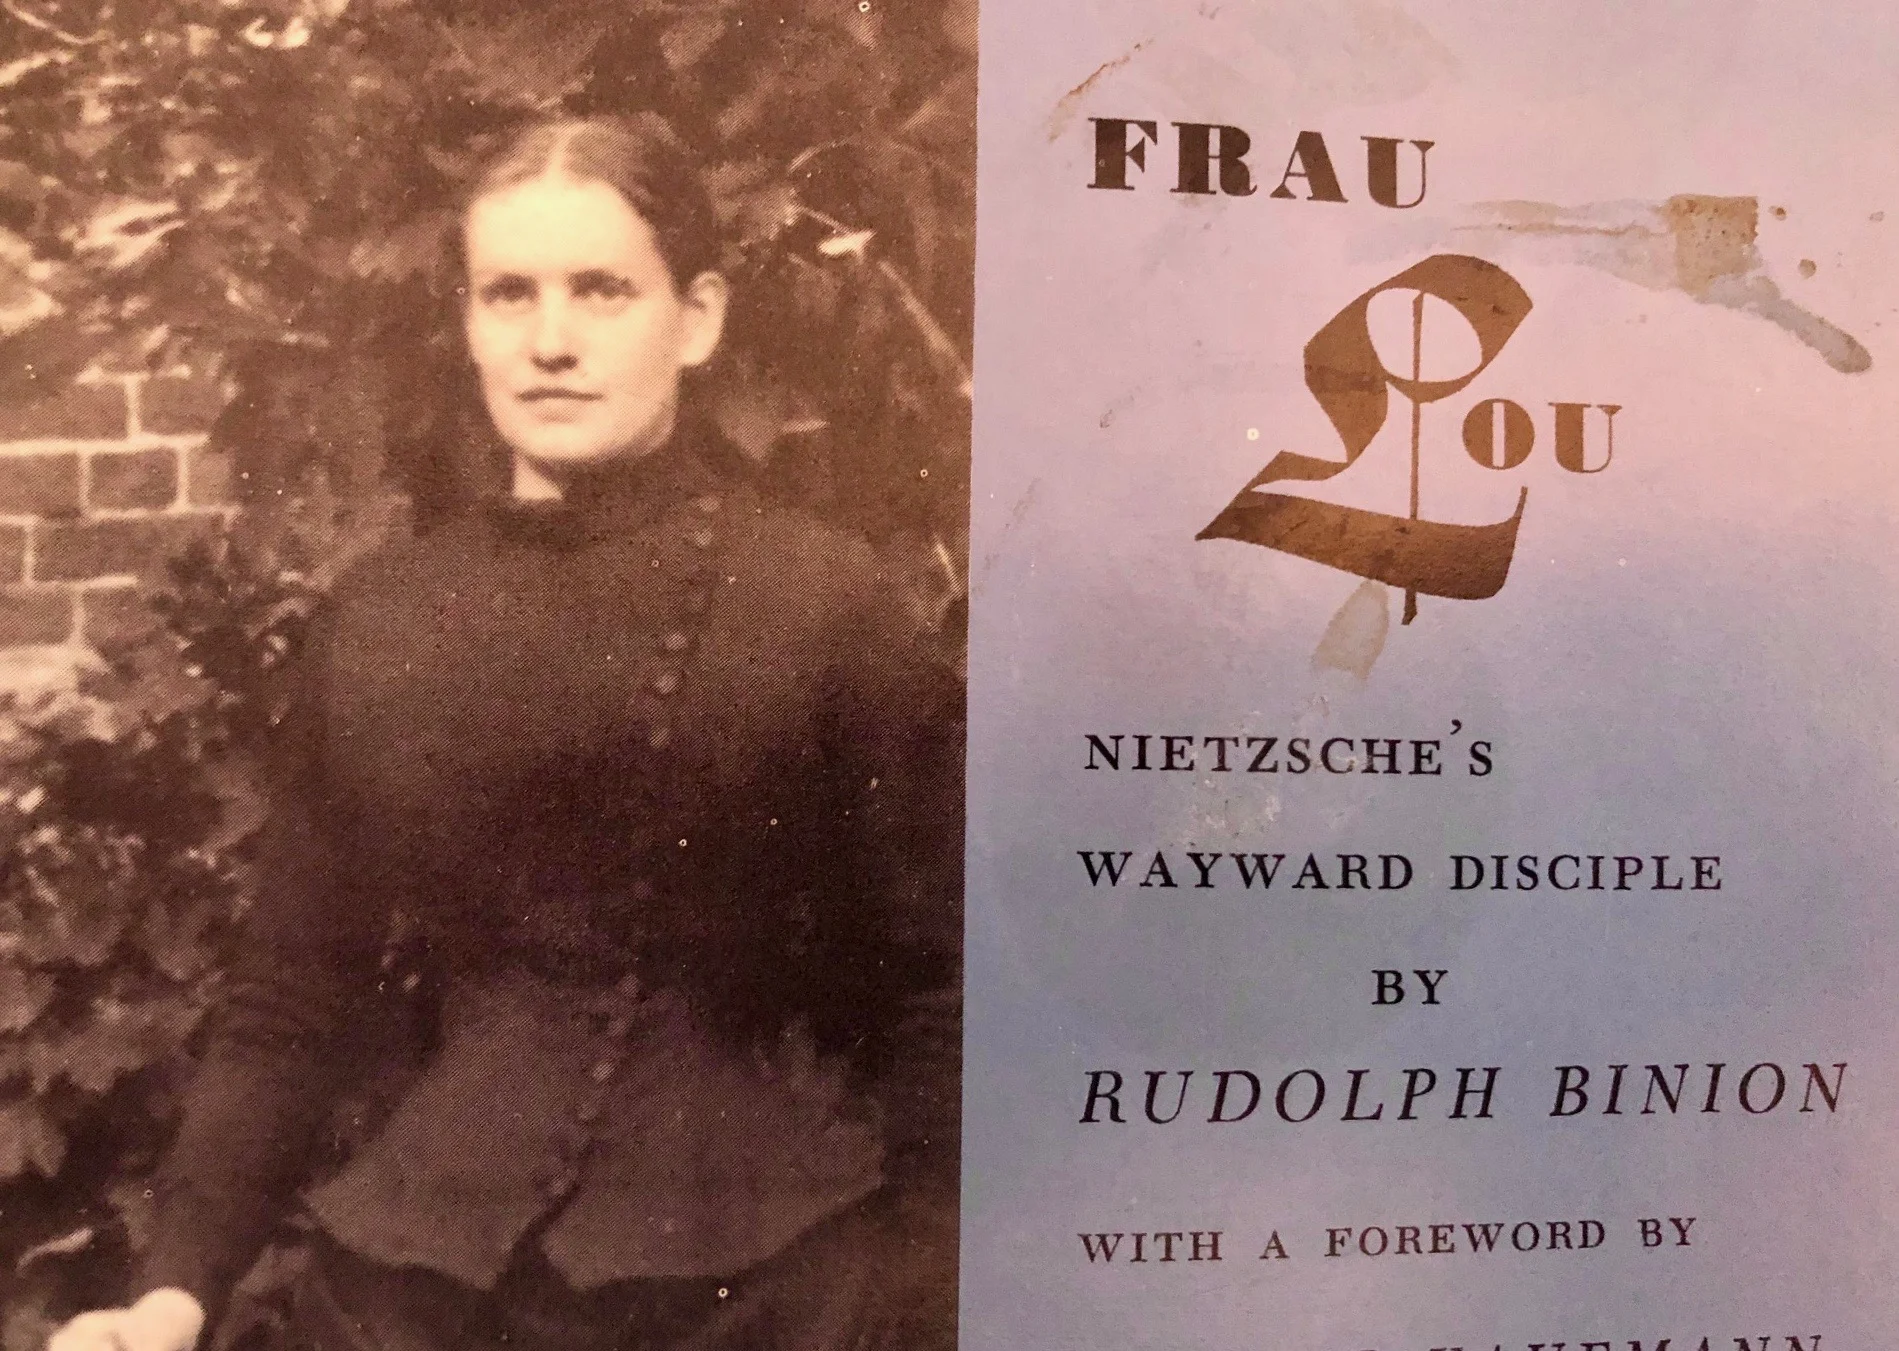 FRAU
LOU
NIETZSCHE'S
WAYWARD DISCIPLE
BY
RUDOLPH BINION
WITH A FOREWORD BY